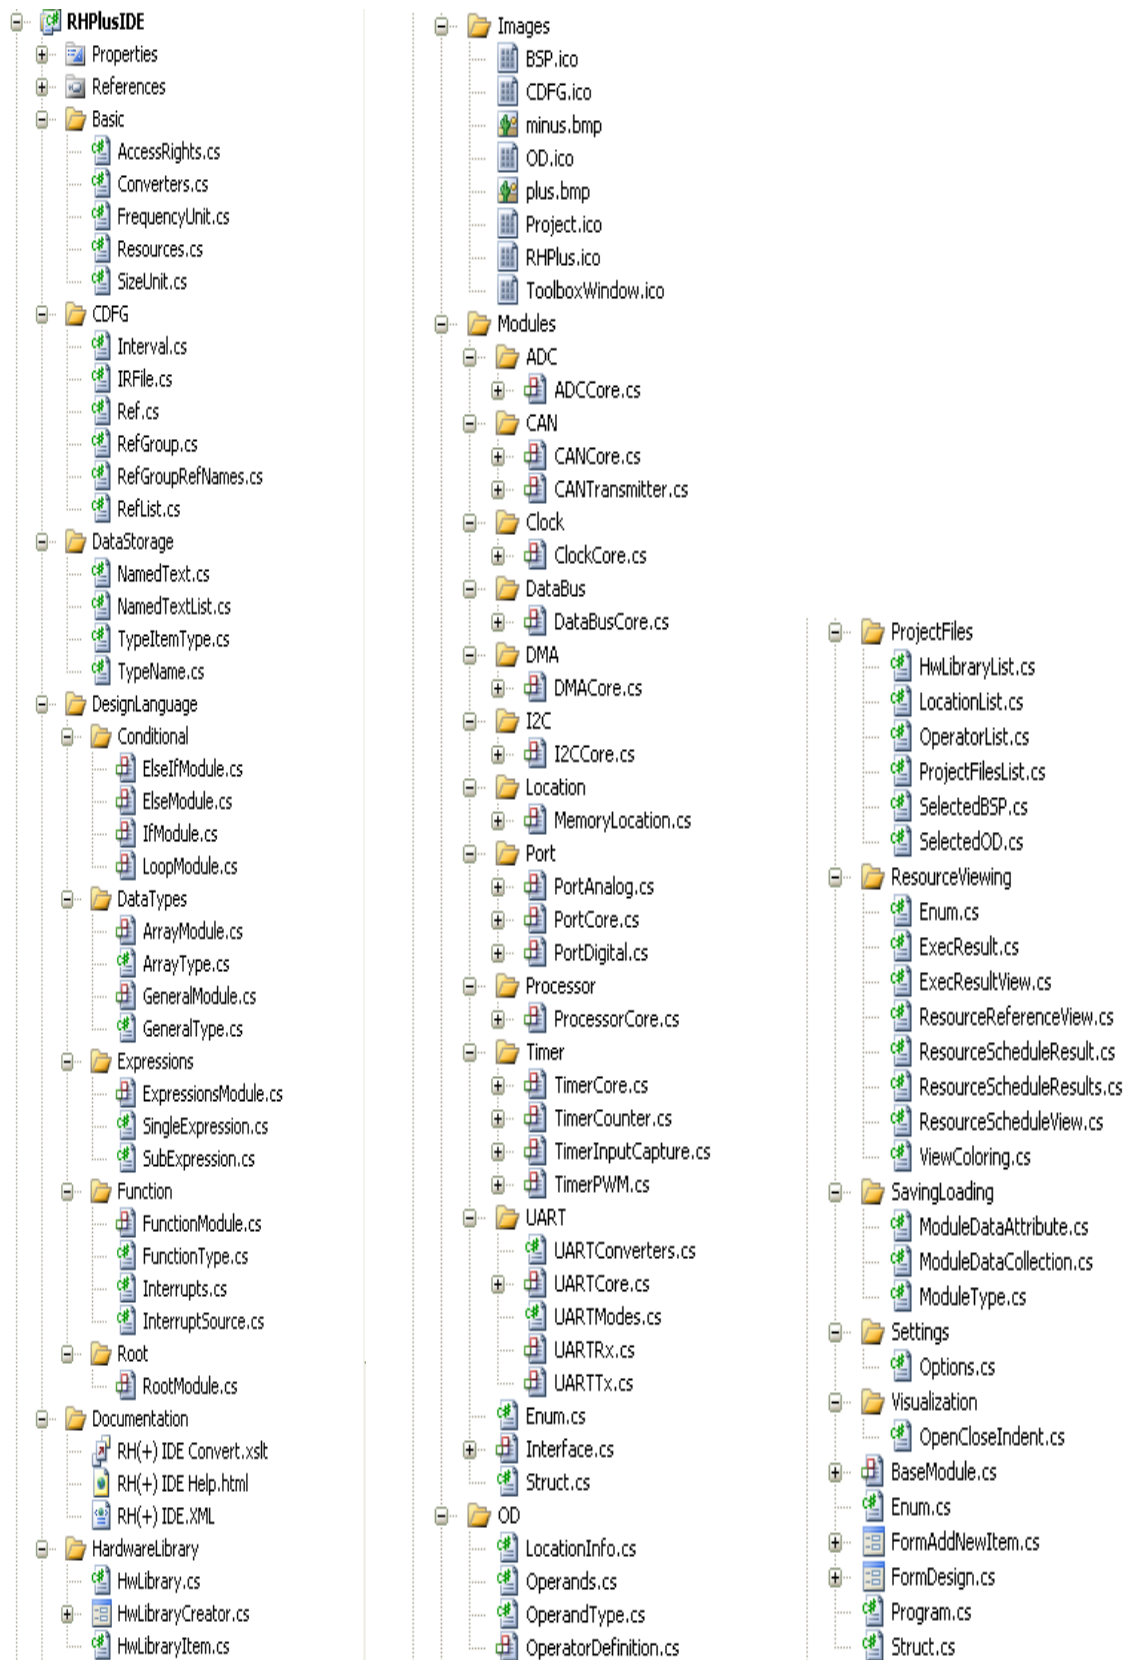 RHPlusIDE
Properties
References
Basic
AccessRights.cs
Converters.cs
FrequencyUnit.cs
Resources.cs
SizeUnit.cs
CDFG
Interval.cs
IRFile.cs
Ref.cs
RefGroup.cs
RefGroupRefNames.cs
RefList.cs
DataStorage
NamedText.cs
NamedTextList.cs
TypeItemType.cs
TypeName.cs
DesignLanguage
Conditional
ElseIfModule.cs
ElseModule.cs
IfModule.cs
LoopModule.cs
DataTypes
ArrayModule.cs
ArrayType.cs
GeneralModule.cs
GeneralType.cs
Expressions
ExpressionsModule.cs
SingleExpression.cs
SubExpression.cs
Function
FunctionModule.cs
FunctionType.cs
Interrupts.cs
InterruptSource.cs
Root
RootModule.cs
Documentation
RH(+) IDE Convert.xslt
RH(+) IDE Help.html
RH(+) IDE.XML
HardwareLibrary
HwLibrary.cs
HwLibraryCreator.cs
HwLibraryItem.cs
Images
BSP.ico
CDFG.ico
minus.bmp
OD.ico
plus.bmp
Project.ico
RHPlus.ico
ToolboxWindow.ico
Modules
ADC
ADCCore.cs
CAN
CANCore.cs
CANTransmitter.cs
Clock
ClockCore.cs
DataBus
DataBusCore.cs
DMA
DMACore.cs
I2C
I2CCore.cs
Location
MemoryLocation.cs
Port
PortAnalog.cs
PortCore.cs
PortDigital.cs
Processor
ProcessorCore.cs
Timer
TimerCore.cs
TimerCounter.cs
TimerInputCapture.cs
TimerPWM.cs
UART
UARTConverters.cs
UARTCore.cs
UARTModes.cs
UARTRx.cs
UARTTx.cs
Enum.cs
Interface.cs
Struct.cs
OD
LocationInfo.cs
Operands.cs
OperandType.cs
OperatorDefinition.cs
ProjectFiles
HwLibraryList.cs
LocationList.cs
OperatorList.cs
ProjectFilesList.cs
SelectedBSP.cs
SelectedOD.cs
ResourceViewing
Enum.cs
ExecResult.cs
ExecResultView.cs
ResourceReferenceView.cs
ResourceScheduleResult.cs
ResourceScheduleResults.cs
ResourceScheduleView.cs
ViewColoring.cs
SavingLoading
ModuleDataAttribute.cs
ModuleDataCollection.cs
ModuleType.cs
Settings
Options.cs
Visualization
OpenCloseIndent.cs
BaseModule.cs
Enum.cs
FormAddNewItem.cs
FormDesign.cs
Program.cs
Struct.cs